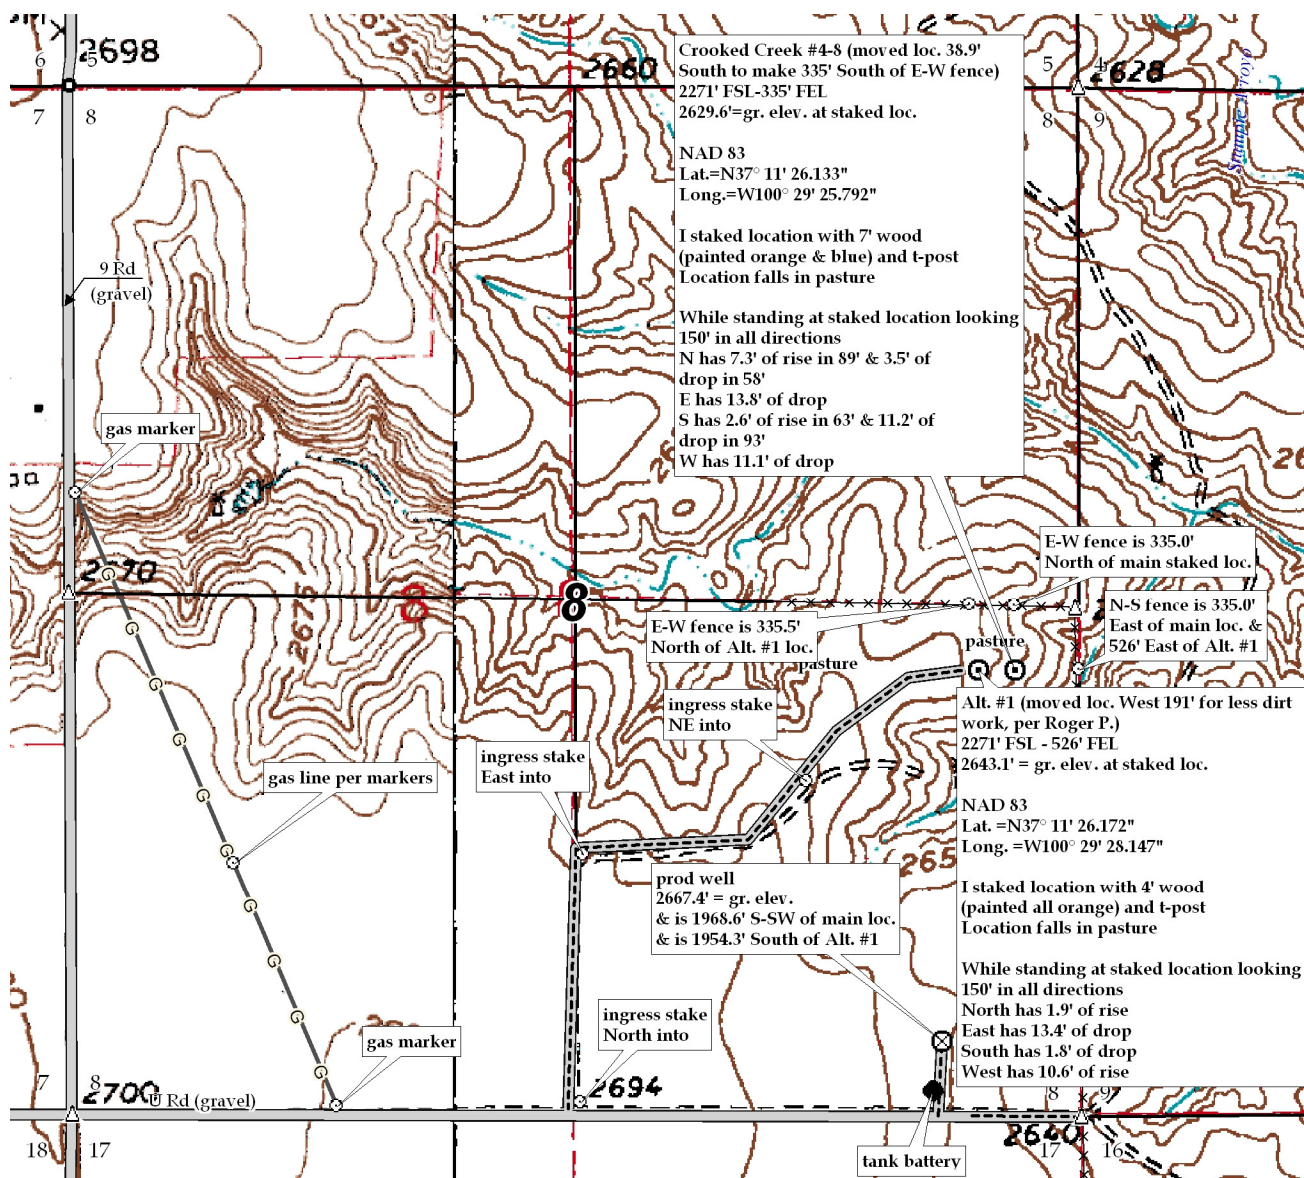 2698
6
5
7
8
2660
5
4
2628
8
9
Crooked Creek #4-8 (moved loc. 38.9'
South to make 335' South of E-W fence)
2271' FSL-335' FEL
2629.6'=gr. elev. at staked loc.
NAD 83
Lat.=N37° 11' 26.133"
Long.=W100° 29' 25.792"
I staked location with 7' wood
(painted orange & blue) and t-post
Location falls in pasture
While standing at staked location looking
150' in all directions
N has 7.3' of rise in 89' & 3.5' of
drop in 58'
E has 13.8' of drop
S has 2.6' of rise in 63' & 11.2' of
drop in 93'
W has 11.1' of drop
9 Rd
(gravel)
gas marker
2670
2675
8
E-W fence is 335.0'
North of main staked loc.
N-S fence is 335.0'
East of main loc. &
526' East of Alt. #1
E-W fence is 335.5'
North of Alt. #1 loc.
pasture
pasture
ingress stake
NE into
ingress stake
East into
gas line per markers
Alt. #1 (moved loc. West 191' for less dirt
work, per Roger P.)
2271' FSL - 526' FEL
2643.1' = gr. elev. at staked loc.
NAD 83
Lat. =N37° 11' 26.172"
Long. =W100° 29' 28.147"
I staked location with 4' wood
(painted all orange) and t-post
Location falls in pasture
While standing at staked location looking
150' in all directions
North has 1.9' of rise
East has 13.4' of drop
South has 1.8' of drop
West has 10.6' of rise
prod well
2667.4' = gr. elev.
& is 1968.6' S-SW of main loc.
& is 1954.3' South of Alt. #1
ingress stake
North into
gas marker
7
8
2700
U Rd (gravel)
2694
8
9
2640
18
17
17
16
tank battery
G
G
G
G
G
G
G
G
G
G